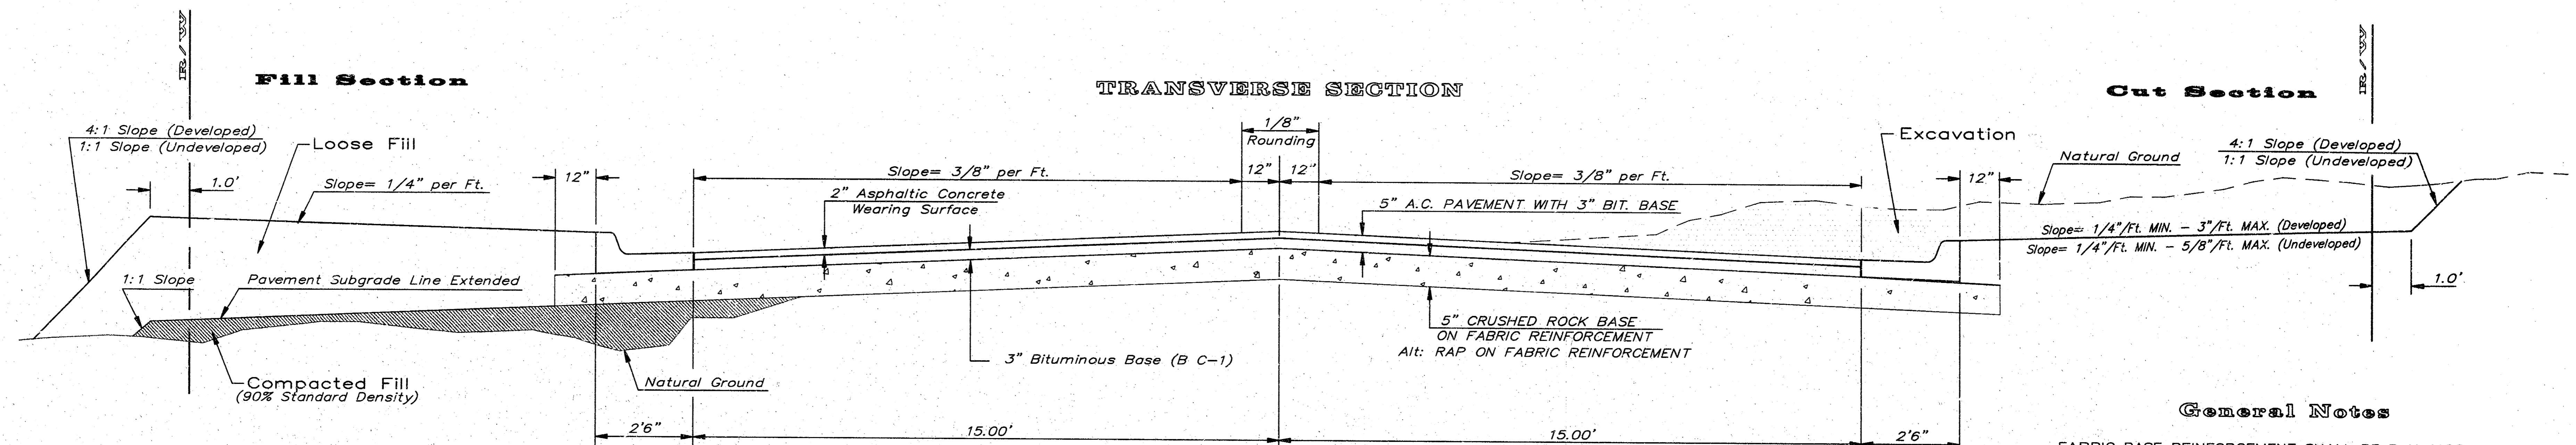 R/W
Fill Section
TRANSVERSE SECTION
Cut Section
R/W
4:1 Slope (Developed)
1:1 Slope (Undeveloped)
Loose Fill
1.0'
Slope= 1/4" per Ft.
12"
Slope= 3/8" per Ft.
2" Asphaltic Concrete
Wearing Surface
1/8"
Rounding
12"
12"
Slope= 3/8" per Ft.
5" A.C. PAVEMENT WITH 3" BIT. BASE
Excavation
Natural Ground
4:1 Slope (Developed)
1:1 Slope (Undeveloped)
12"
Slope= 1/4"/Ft. MIN. - 3"/Ft. MAX. (Developed)
Slope= 1/4"/Ft. MIN. - 5/8"/Ft. MAX. (Undeveloped)
1.0'
1:1 Slope
Pavement Subgrade Line Extended
5" CRUSHED ROCK BASE
ON FABRIC REINFORCEMENT
Alt: RAP ON FABRIC REINFORCEMENT
3" Bituminous Base (B C-1)
Compacted Fill
(90% Standard Density)
Natural Ground
2'6"
15.00'
15.00'
2'6"
General Notes
FABRIC BASE REINFORCEMENT SHALL BE